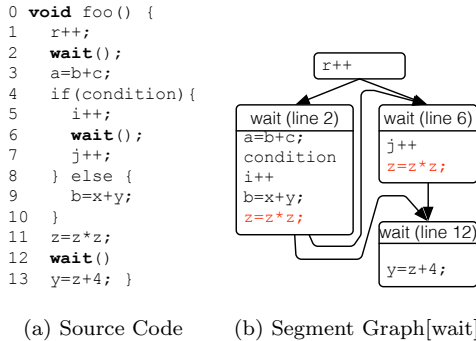 0 void foo() {
1 r++;
2 wait();
3 a=b+c;
4 if(condition){
5 i++;
6 wait();
7 j++;
8 } else {
9 b=x+y;
10 }
11 z=z*z;
12 wait()
13 y=z+4; }
(a) Source Code
r++
wait (line 2)
a=b+c;
condition
i++
b=x+y;
z=z*z;
wait (line 6)
j++
z=z*z;
wait (line 12)
y=z+4;
(b) Segment Graph[wait]